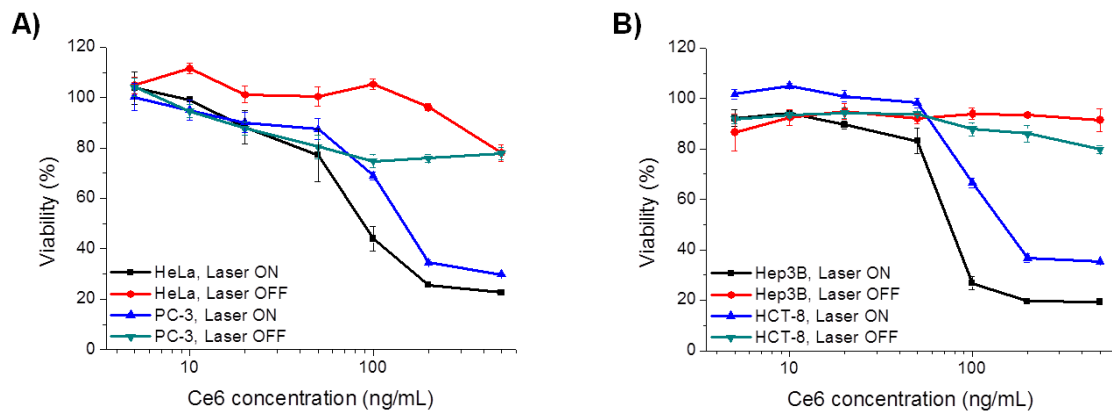 A)
120
100
80
60
40
20
0
Viability (%)
HeLa, Laser ON
HeLa, Laser OFF
PC-3, Laser ON
PC-3, Laser OFF
10
100
Ce6 concentration (ng/mL)
B)
120
100
80
60
40
20
0
Viability (%)
Hep3B, Laser ON
Hep3B, Laser OFF
HCT-8, Laser ON
HCT-8, Laser OFF
10
100
Ce6 concentration (ng/mL)